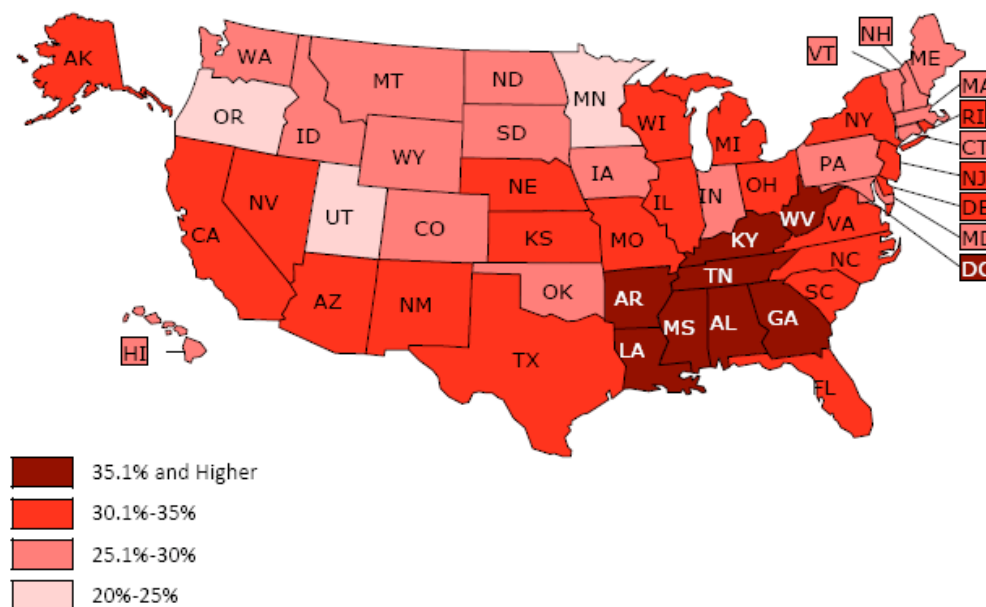 AK
WA
MT
ND
MN
VT
NH
ME
OR
ID
SD
WI
MI
NY
MA
RI
WY
IA
PA
CT
NV
NE
IL
IN
OH
NJ
CA
UT
CO
KS
MO
KY
WV
VA
DE
MD
DC
AZ
NM
OK
AR
TN
NC
SC
HI
TX
LA
MS
AL
GA
FL
35.1% and Higher
30.1%-35%
25.1%-30%
20%-25%